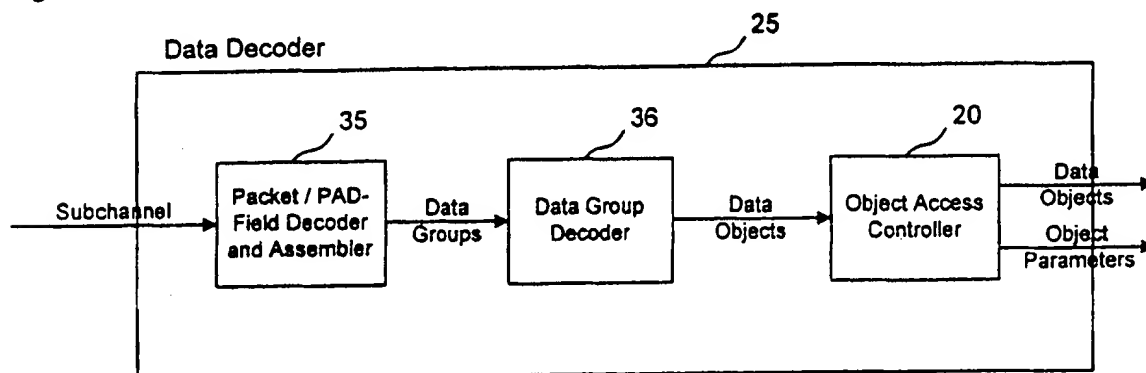 25
Data Decoder
35
36
20
Subchannel
Packet / PAD-
Field Decoder
and Assembler
Data
Groups
Data Group
Decoder
Data
Objects
Object Access
Controller
Data
Objects
Object
Parameters